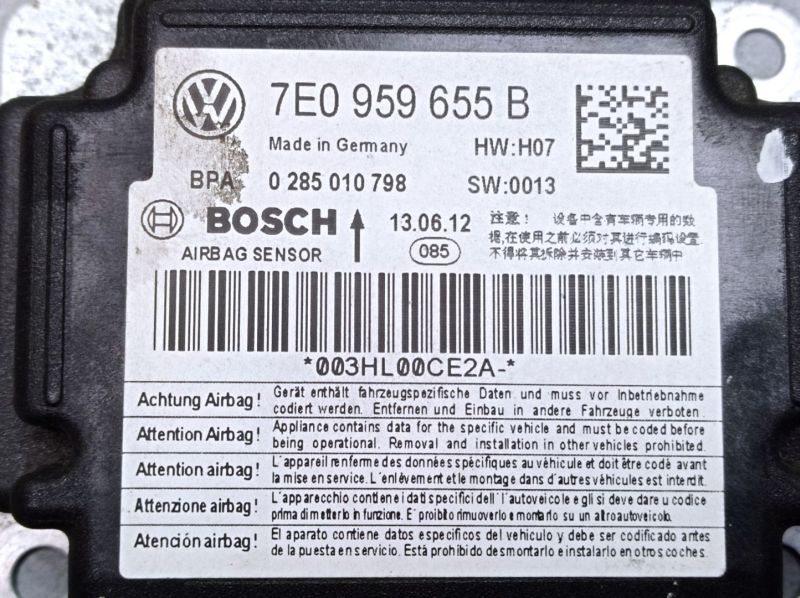 7E0 959 655 B
Made in Germany HW:H07
BPA 0 285 010 798 SW:0013
BOSCH 13.06.12
AIRBAG SENSOR 085
注意! 设备中含有车辆专用的数
据,在使用之前必须对其进行编码设置
不得将其拆除并安装到其它车辆中
*003HL00CE2A-*
Achtung Airbag! Gerät enthält fahrzeugspezifische Daten und muss vor Inbetriebnahme
codiert werden. Entfernen und Einbau in andere Fahrzeuge verboten.
Attention Airbag! Appliance contains data for the specific vehicle and must be coded before
being operational. Removal and installation in other vehicles prohibited.
Attention airbag! L'appareil renferme des données spécifiques au véhicule et doit être codé avant
la mise en service. L'enlévement et le montage dans d'autres véhicules est interdit.
Attenzione airbag! L'apparecchio contiene i dati specifici dell'autoveicolo e gli si deve dare u codice
prima di metterlo in funzione. E' proibito rimuoverlo e montarlo su un altro autoveicolo.
Atención airbag! El aparato contiene datos especificos del vehículo y debe ser codificado antes
de la puesta en servicio. Está prohibido desmontarlo e instalarlo en otros coches.